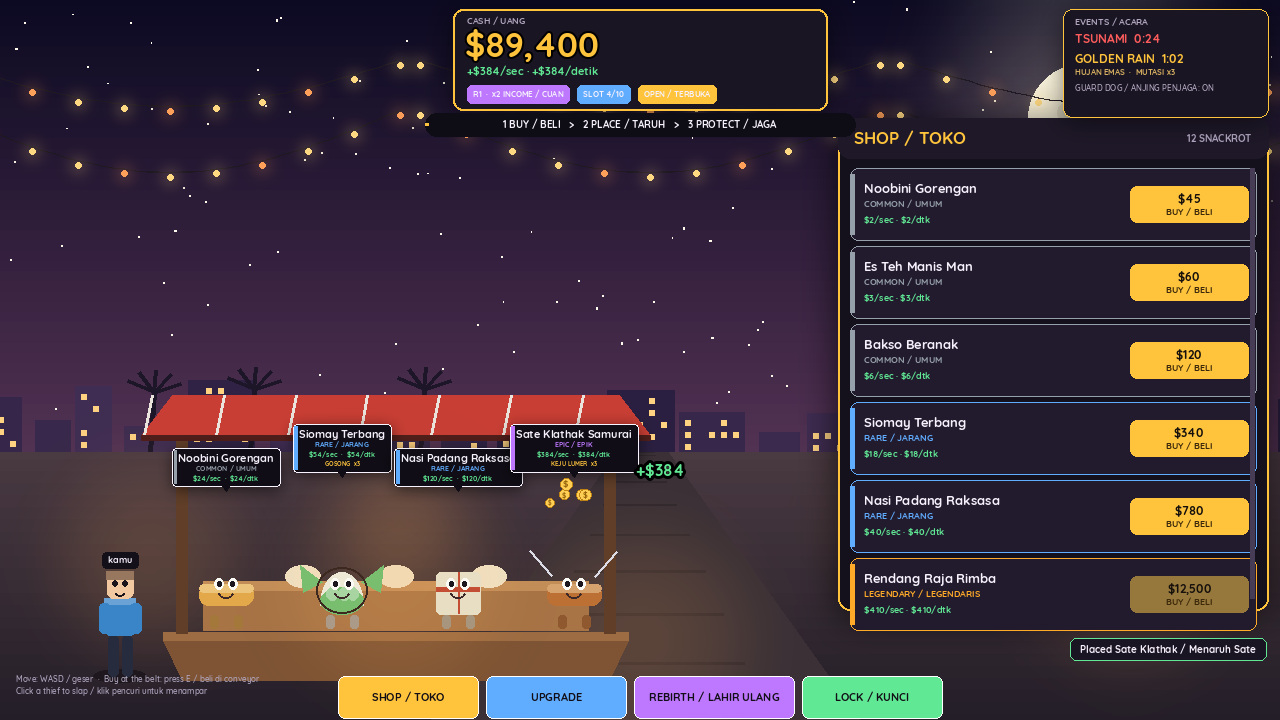 CASH / UANG
$89,400
+$384/sec · +$384/detik
R1 · x2 INCOME / CUAN
SLOT 4/10
OPEN / TERBUKA
1 BUY / BELI > 2 PLACE / TARUH > 3 PROTECT / JAGA
EVENTS / ACARA
TSUNAMI 0:24
GOLDEN RAIN 1:02
HUJAN EMAS · MUTASI x3
GUARD DOG / ANJING PENJAGA: ON
SHOP / TOKO
12 SNACKROT
Noobini Gorengan
COMMON / UMUM
$2/sec · $2/dtk
$45
BUY / BELI
Es Teh Manis Man
COMMON / UMUM
$3/sec · $3/dtk
$60
BUY / BELI
Bakso Beranak
COMMON / UMUM
$6/sec · $6/dtk
$120
BUY / BELI
Siomay Terbang
RARE / JARANG
$18/sec · $18/dtk
$340
BUY / BELI
Nasi Padang Raksasa
RARE / JARANG
$40/sec · $40/dtk
$780
BUY / BELI
Rendang Raja Rimba
LEGENDARY / LEGENDARIS
$410/sec · $410/dtk
$12,500
BUY / BELI
Placed Sate Klathak / Menaruh Sate
Noobini Gorengan
COMMON / UMUM
$24/sec · $24/dtk
Siomay Terbang
RARE / JARANG
$54/sec · $54/dtk
GOSONG x3
Nasi Padang Raksasa
RARE / JARANG
$120/sec · $120/dtk
Sate Klathak Samurai
EPIC / EPIK
$384/sec · $384/dtk
KEJU LUMER x3
+$384
kamu
Move: WASD / geser · Buy at the belt: press E / beli di conveyor
Click a thief to slap / klik pencuri untuk menampar
SHOP / TOKO
UPGRADE
REBIRTH / LAHIR ULANG
LOCK / KUNCI